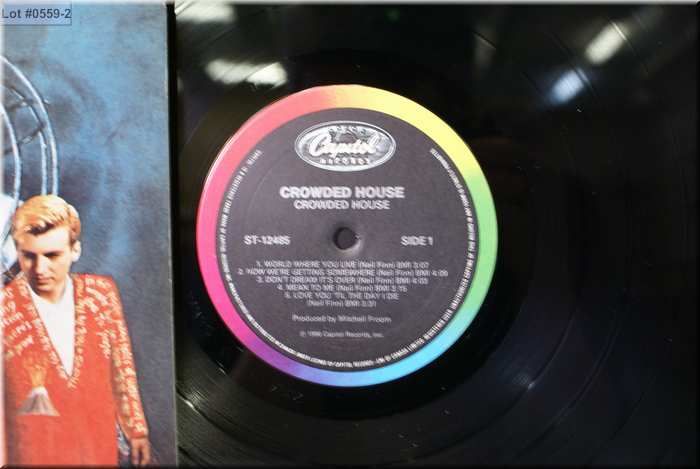 Lot #0559-2
Capitol
RECORDS
CROWDED HOUSE
CROWDED HOUSE
ST-12485
SIDE 1
1. WORLD WHERE YOU LIVE (Neil Finn) BMI 3:07
2. NOW WE'RE GETTING SOMEWHERE (Neil Finn) BMI 4:09
3. DON'T DREAM IT'S OVER (Neil Finn) BMI 4:03
4. MEAN TO ME (Neil Finn) BMI 3:15
5. LOVE YOU 'TIL THE DAY I DIE
(Neil Finn) BMI 3:31
Produced by Mitchell Froom
℗ 1986 Capitol Records, Inc.